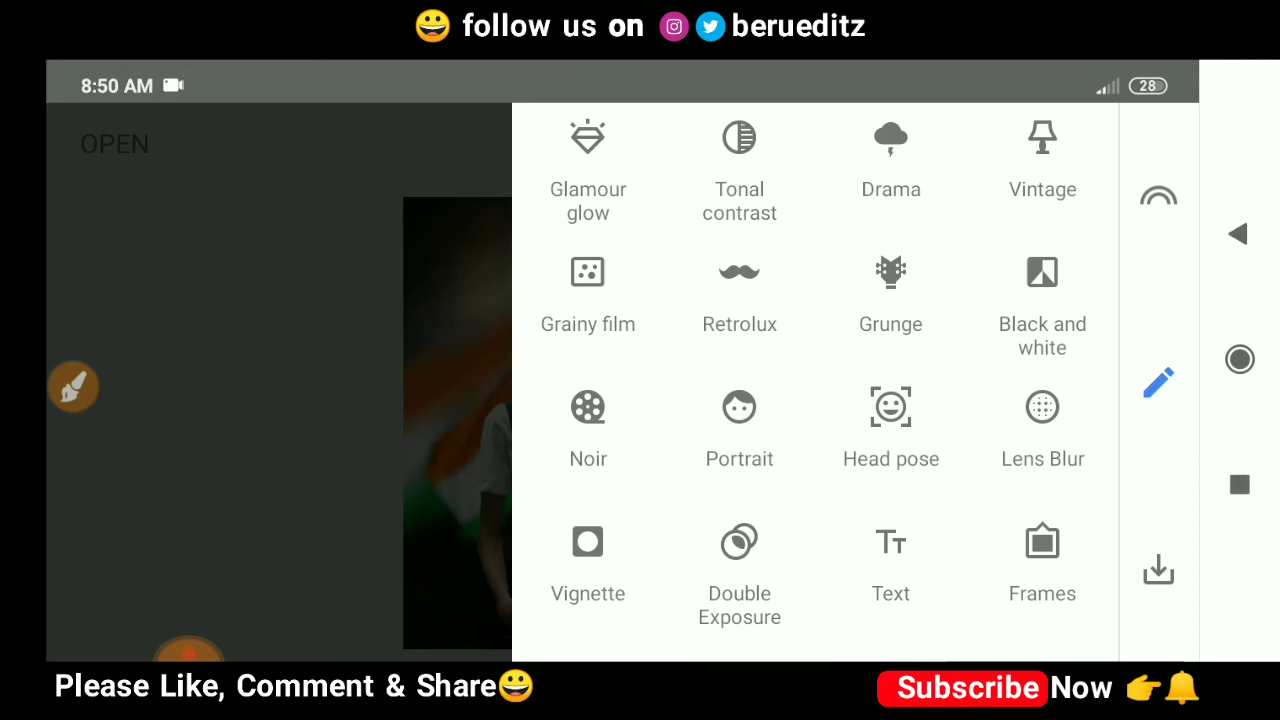 😀 follow us on berueditz
8:50 AM
28
OPEN
Glamour
glow
Tonal
contrast
Drama
Vintage
Grainy film
Retrolux
Grunge
Black and
white
Noir
Portrait
Head pose
Lens Blur
Vignette
Double
Exposure
Text
Frames
Please Like, Comment & Share😀
Subscribe Now 👉🔔